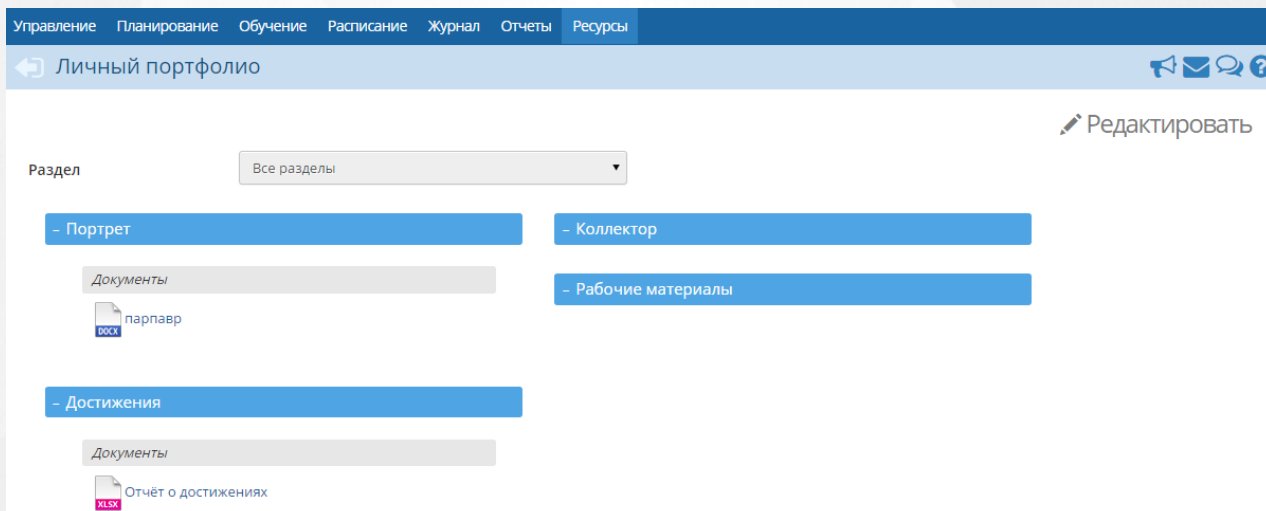 Управление Планирование Обучение Расписание Журнал Отчеты Ресурсы
Личный портфолио
Редактировать
Раздел Все разделы
– Портрет
Документы
DOCX парпавр
– Достижения
Документы
XLSX Отчёт о достижениях
– Коллектор
– Рабочие материалы